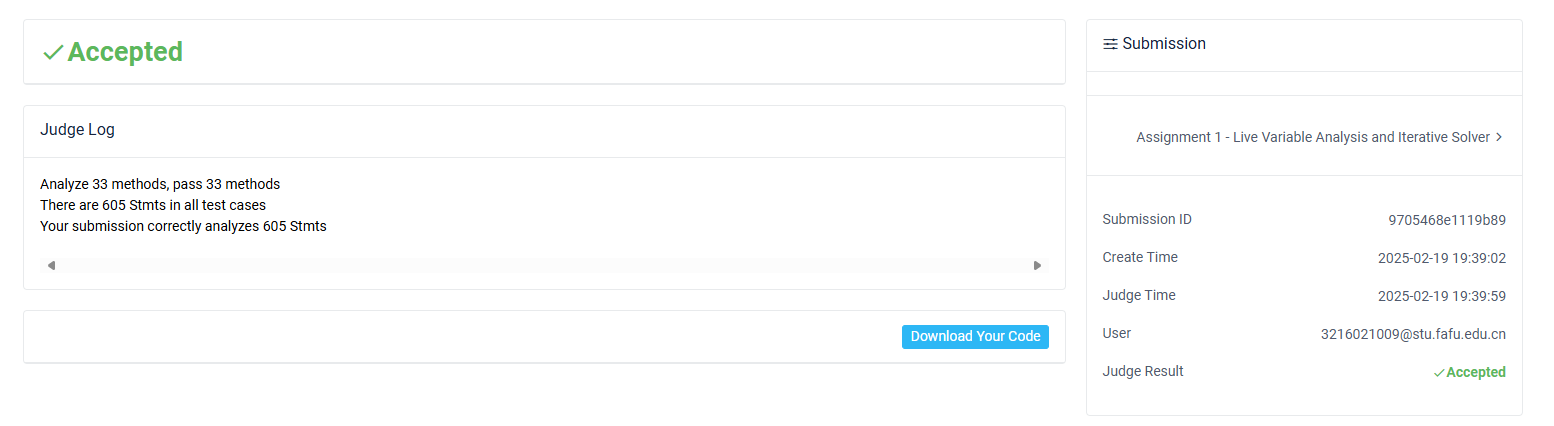 Accepted
Judge Log
Analyze 33 methods, pass 33 methods
There are 605 Stmts in all test cases
Your submission correctly analyzes 605 Stmts
Download Your Code
Submission
Assignment 1 - Live Variable Analysis and Iterative Solver
Submission ID 9705468e1119b89
Create Time 2025-02-19 19:39:02
Judge Time 2025-02-19 19:39:59
User 3216021009@stu.fafu.edu.cn
Judge Result Accepted